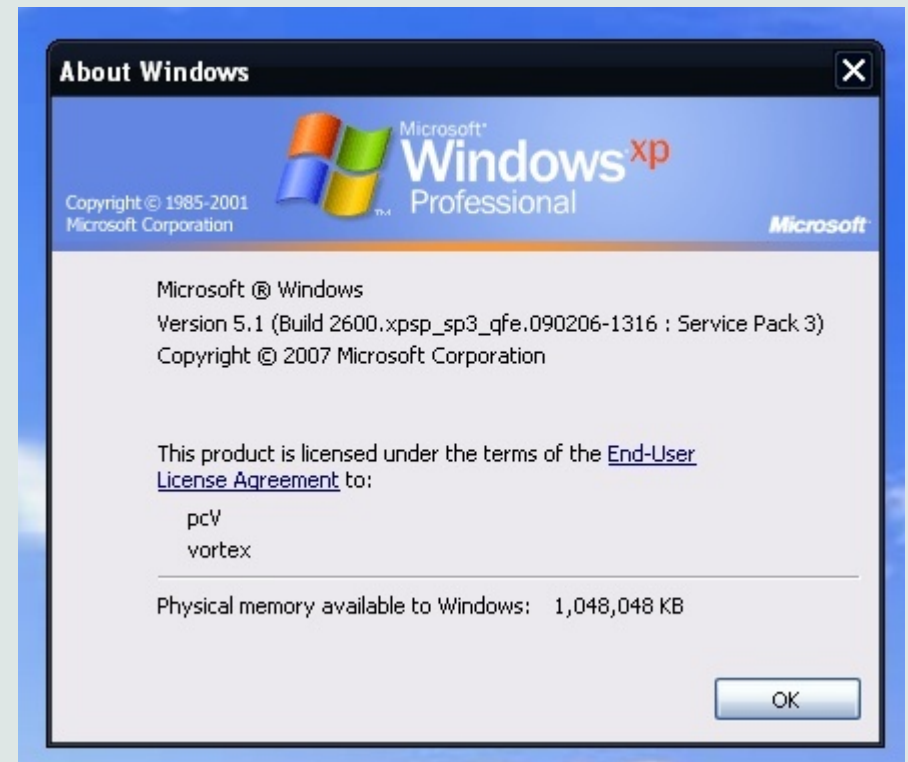 About Windows
Microsoft®
Windows xp
Professional
TM
Copyright © 1985-2001
Microsoft Corporation
Microsoft
Microsoft ® Windows
Version 5.1 (Build 2600.xpsp_sp3_qfe.090206-1316 : Service Pack 3)
Copyright © 2007 Microsoft Corporation
This product is licensed under the terms of the End-User
License Agreement to:
pcV
vortex
Physical memory available to Windows: 1,048,048 KB
OK